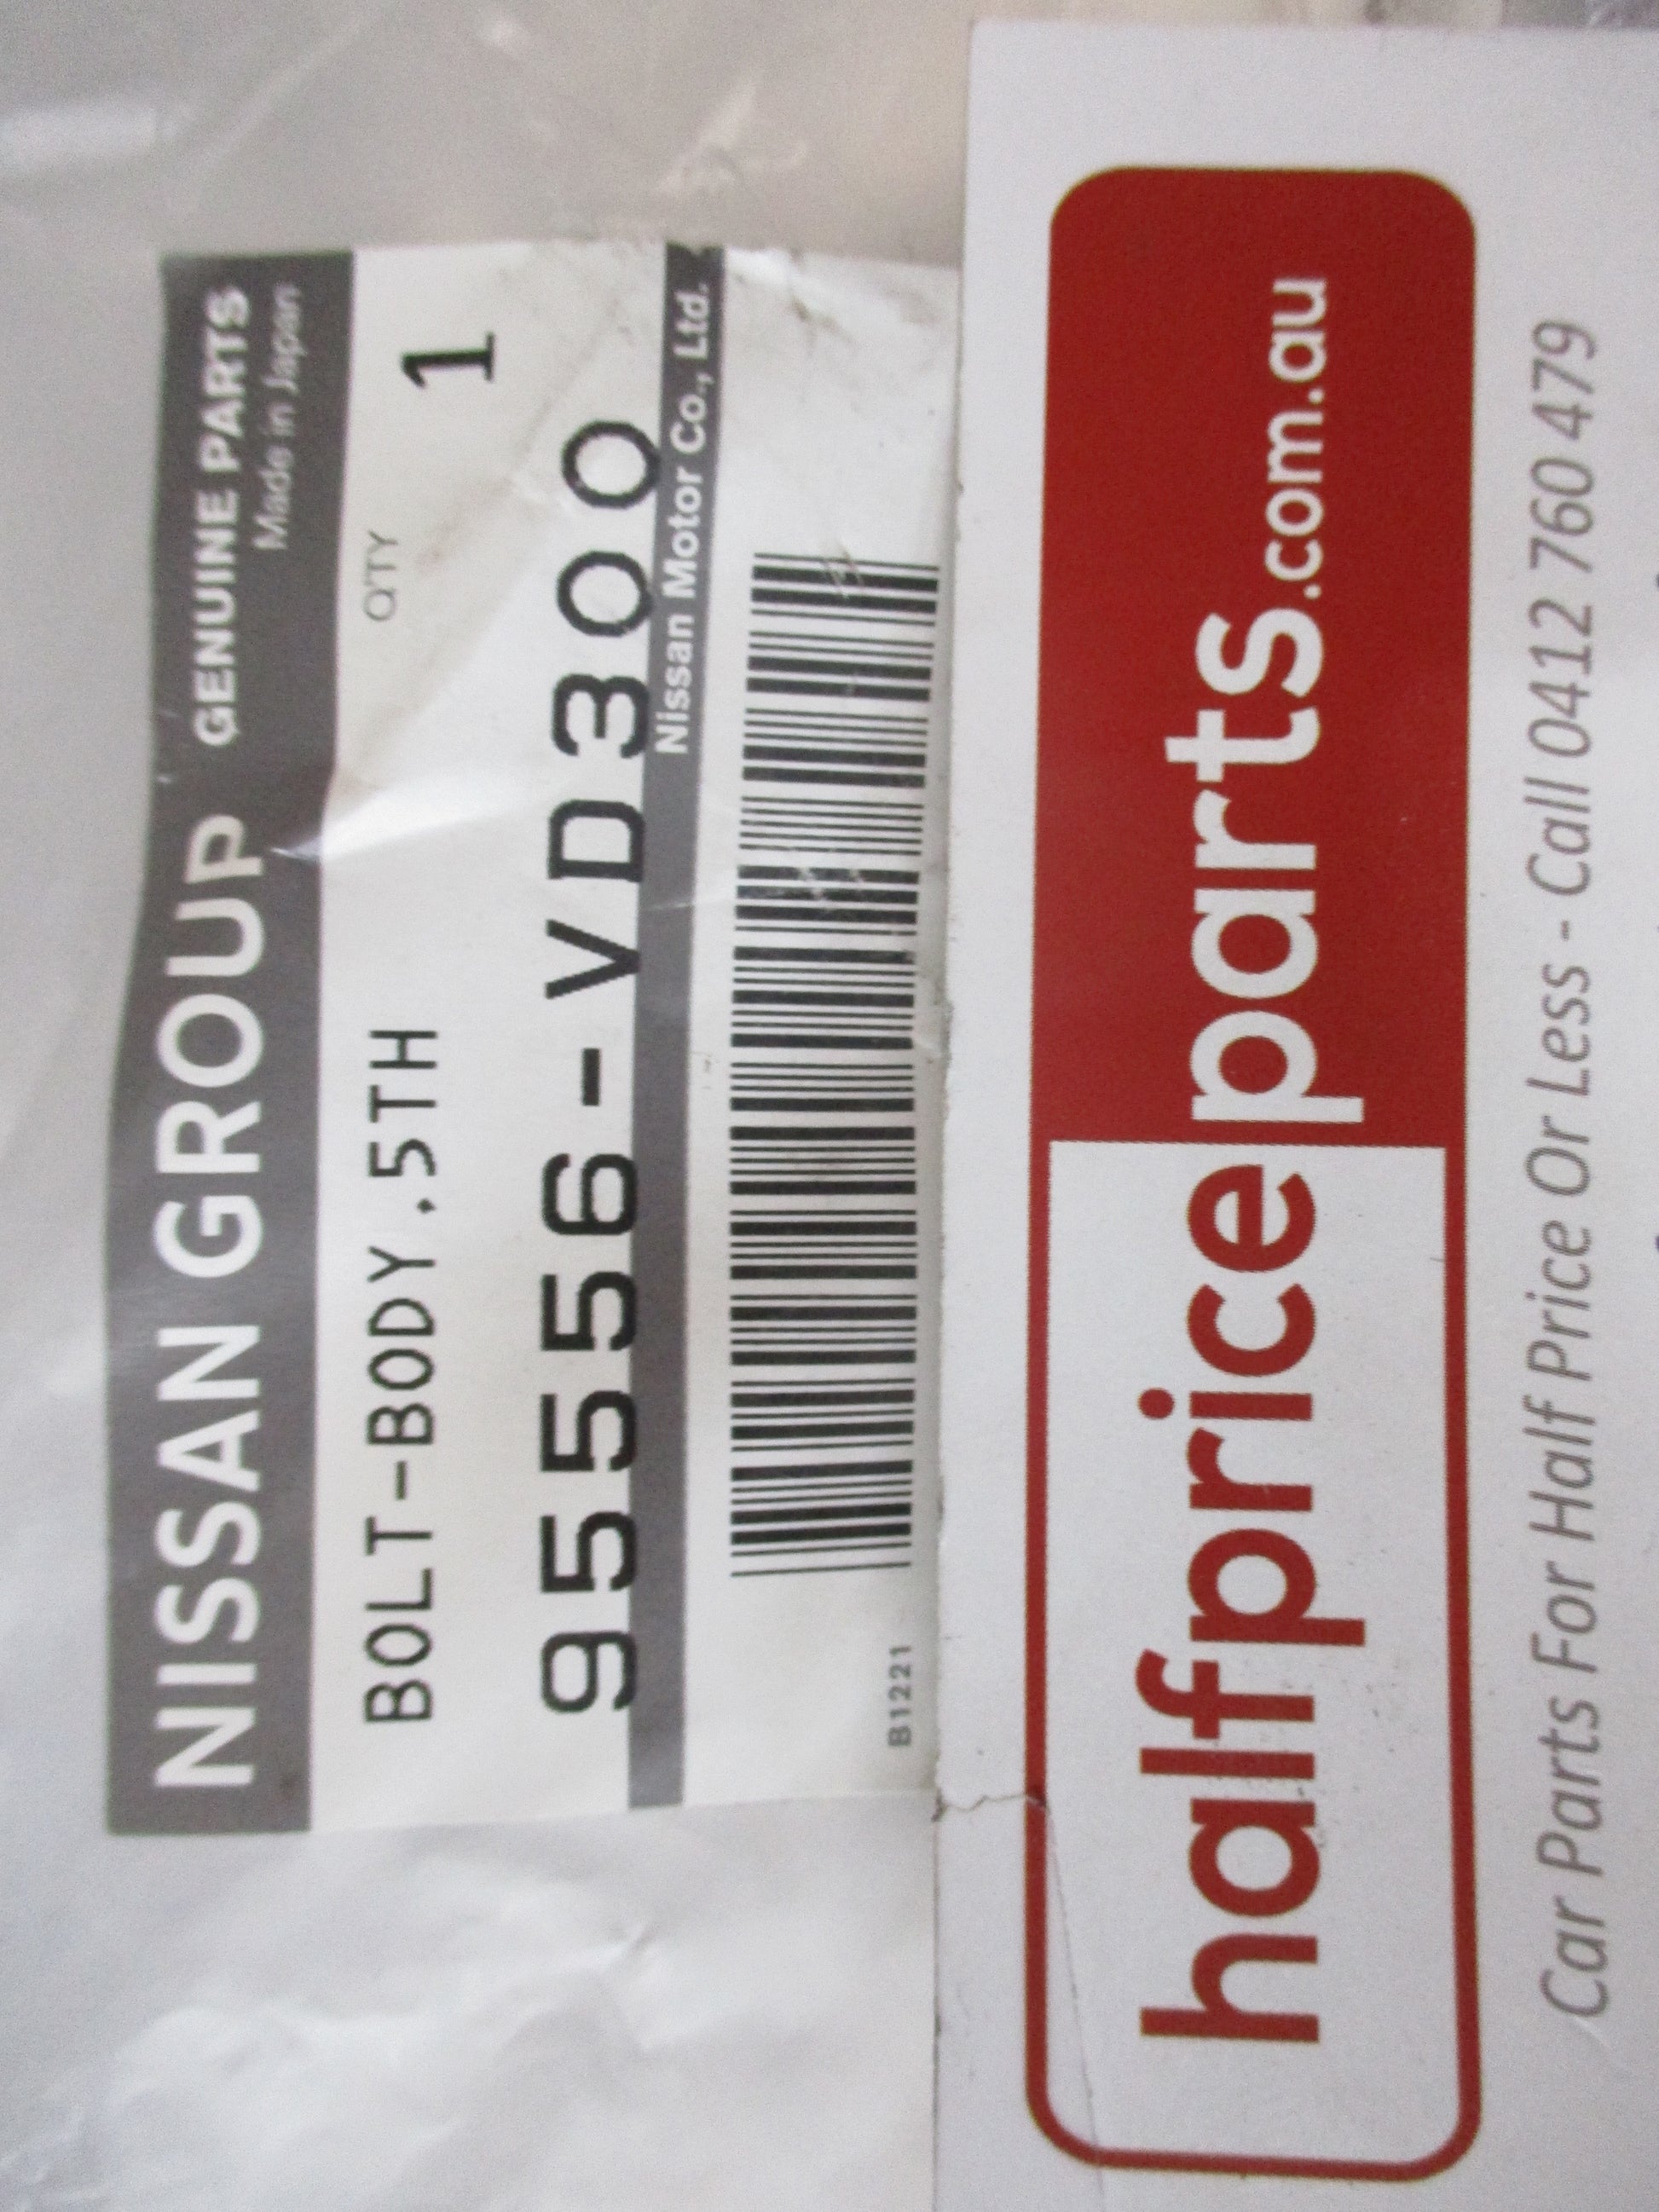 NISSAN GROUP GENUINE PARTS
Made in Japan
BOLT-BODY.5TH
Q'TY 1
95556-VD300
Nissan Motor Co., Ltd.
B1221
halfpriceparts.com.au
Car Parts For Half Price Or Less - Call 0412 760 479